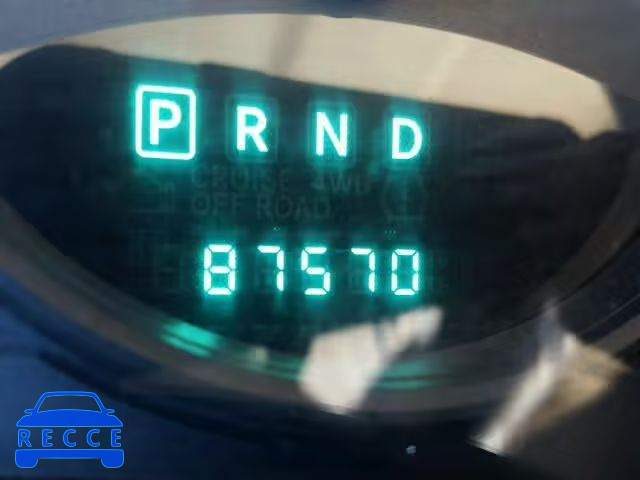 P R N D
CRUISE 4WD
OFF ROAD
87570
RECCE